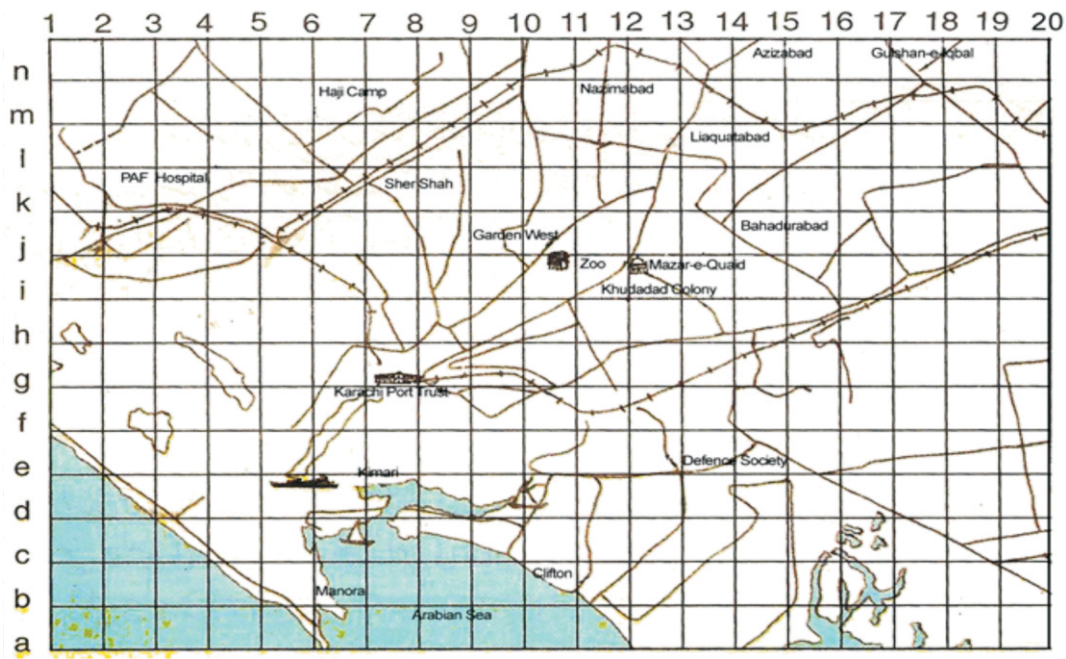 1 2 3 4 5 6 7 8 9 10 11 12 13 14 15 16 17 18 19 20
n
Azizabad
Gulshan-e-Iqbal
Haji Camp
Nazimabad
m
Liaquatabad
l
PAF Hospital
Sher Shah
k
Bahadurabad
Garden West
j
Zoo
Mazar-e-Quaid
i
Khudadad Colony
h
g
Karachi Port Trust
f
Defence Society
e
Kimari
d
c
Clifton
Manora
b
Arabian Sea
a